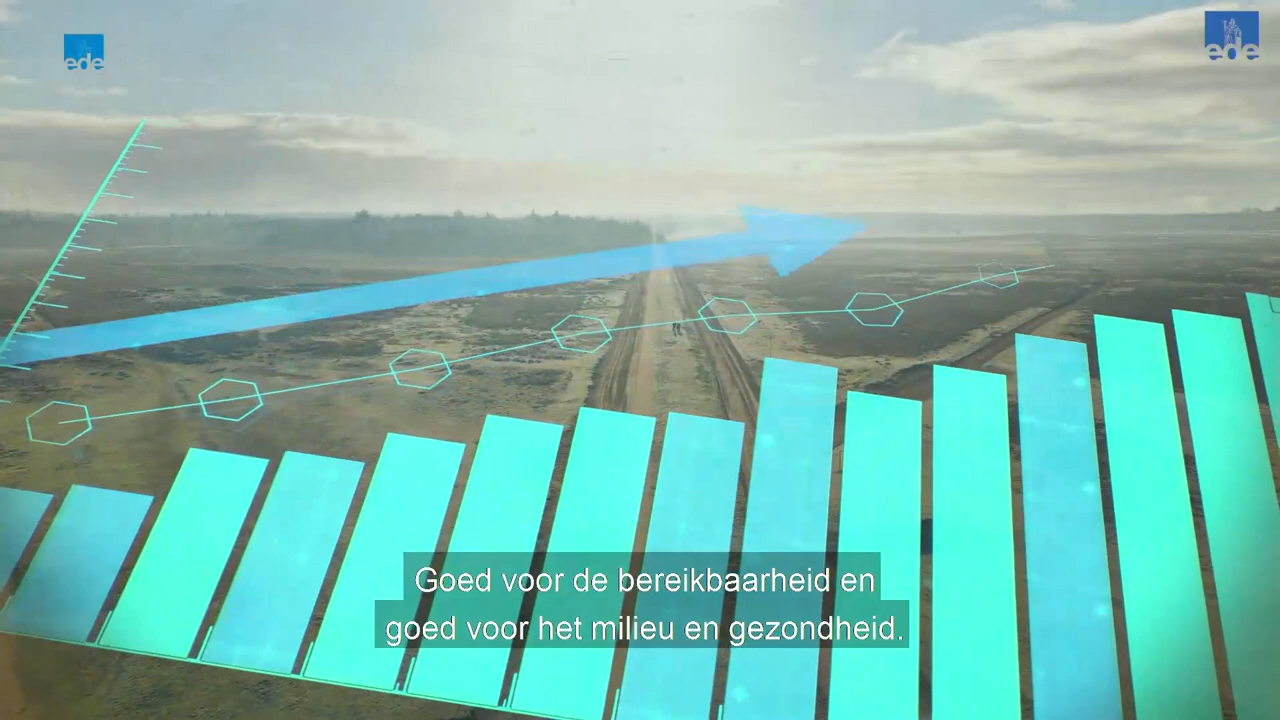 ede
ede
Goed voor de bereikbaarheid en
goed voor het milieu en gezondheid.